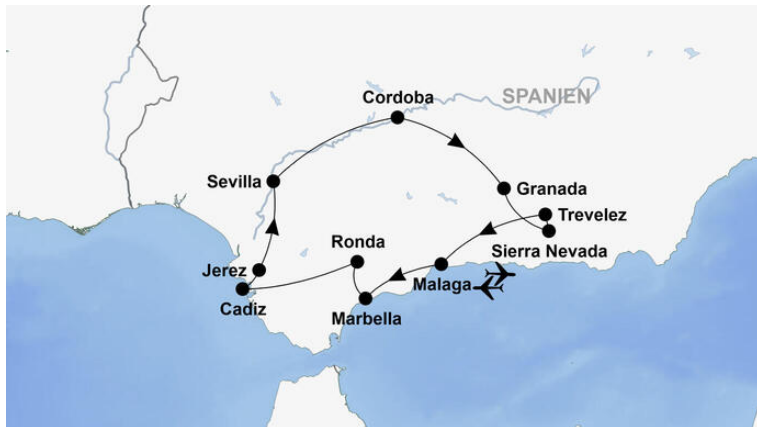 Cordoba
SPANIEN
Sevilla
Granada
Trevelez
Sierra Nevada
Ronda
Jerez
Malaga
Cadiz
Marbella